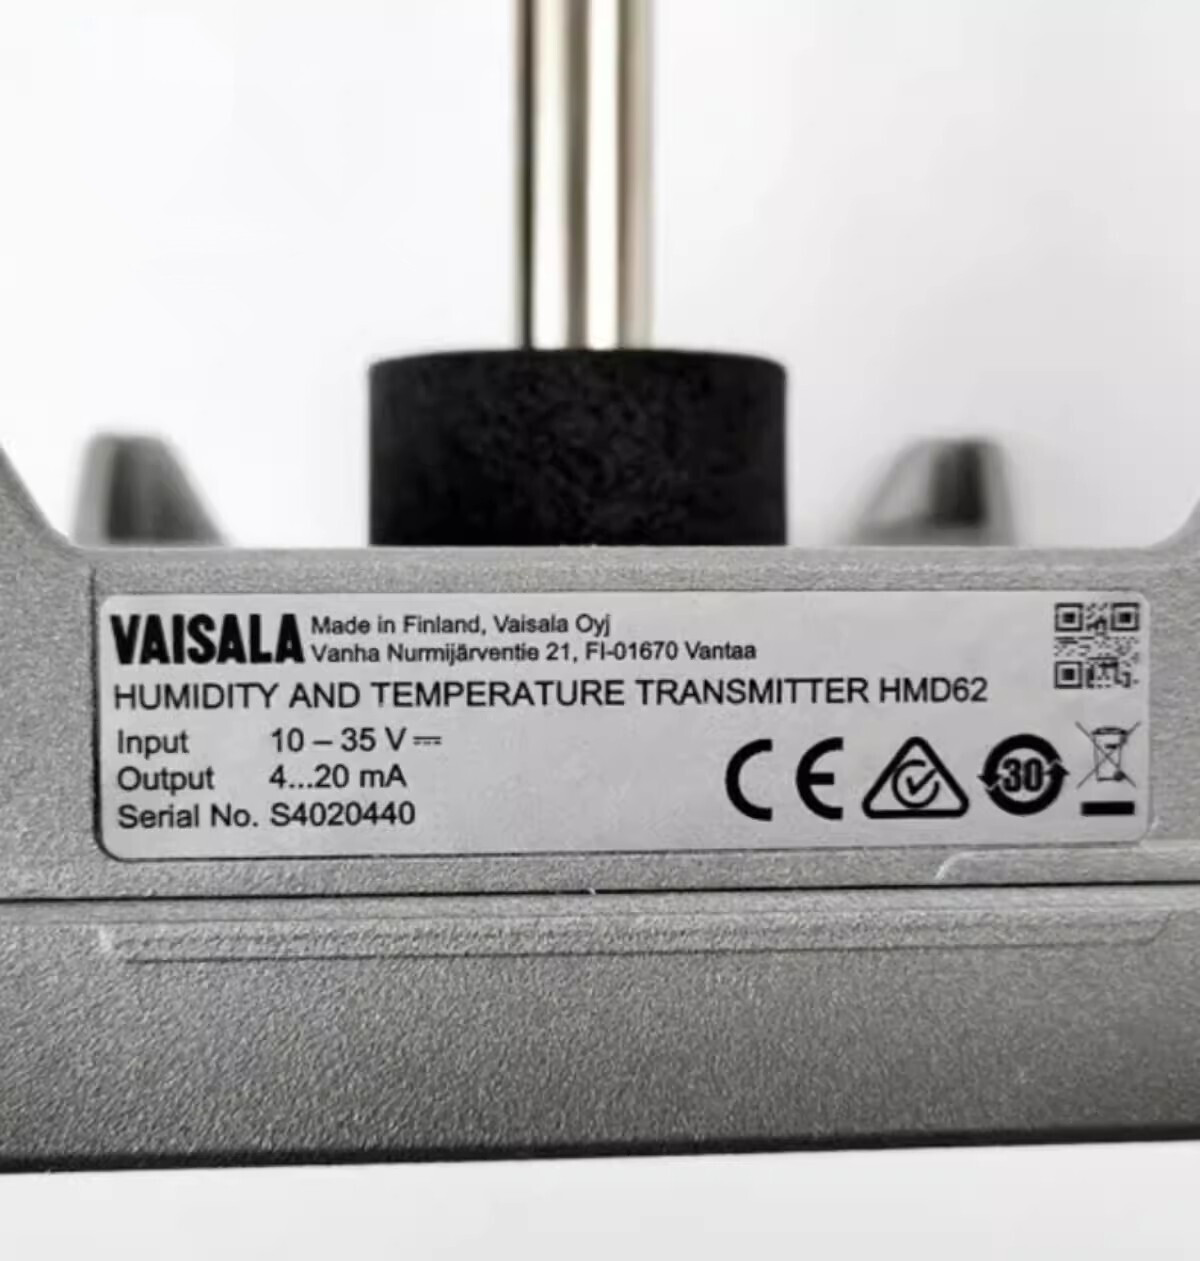 VAISALA Made in Finland, Vaisala Oyj
Vanha Nurmijärventie 21, FI-01670 Vantaa
HUMIDITY AND TEMPERATURE TRANSMITTER HMD62
Input 10 – 35 V ⎓
Output 4...20 mA
Serial No. S4020440
CE 30